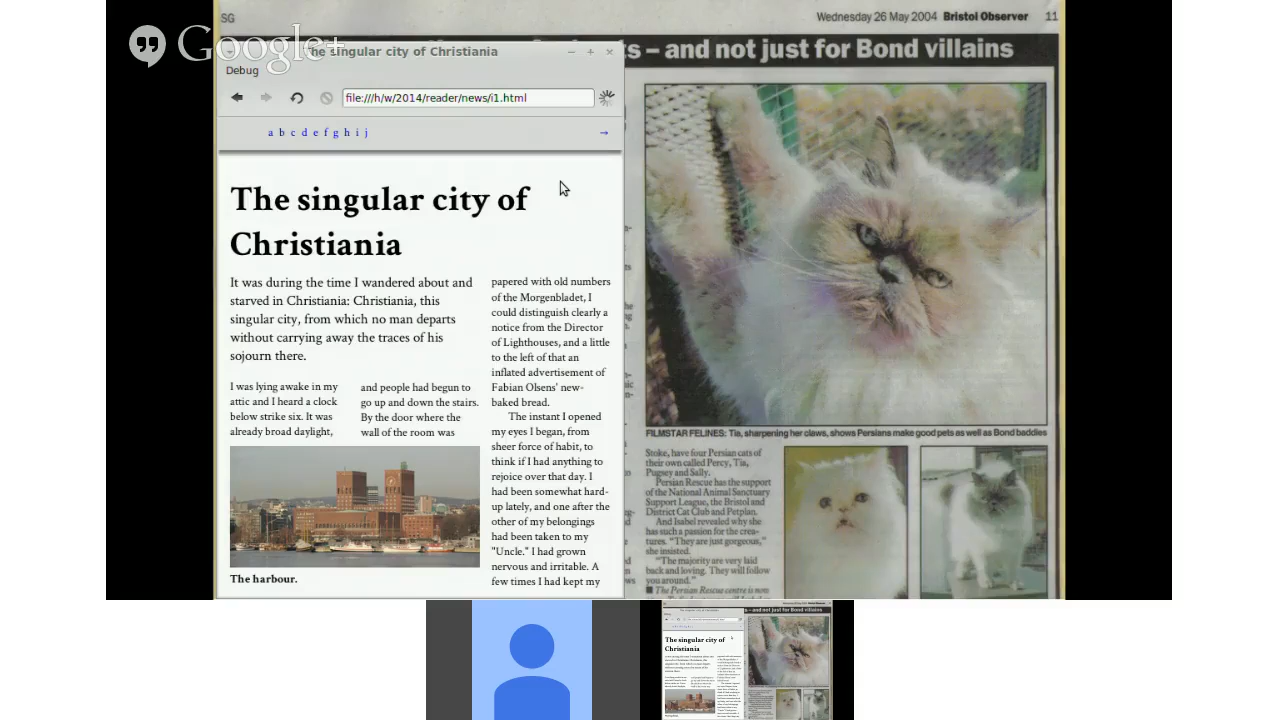 SG
Wednesday 26 May 2004 Bristol Observer 11
Google+
The singular city of Christiania
s – and not just for Bond villains
Debug
file:///h/w/2014/reader/news/i1.html
a b c d e f g h i j →
The singular city of
Christiania
It was during the time I wandered about and
starved in Christiania: Christiania, this
singular city, from which no man departs
without carrying away the traces of his
sojourn there.
I was lying awake in my
attic and I heard a clock
below strike six. It was
already broad daylight,
and people had begun to
go up and down the stairs.
By the door where the
wall of the room was
The harbour.
papered with old numbers
of the Morgenbladet, I
could distinguish clearly a
notice from the Director
of Lighthouses, and a little
to the left of that an
inflated advertisement of
Fabian Olsens' new-
baked bread.
The instant I opened
my eyes I began, from
sheer force of habit, to
think if I had anything to
rejoice over that day. I
had been somewhat hard-
up lately, and one after the
other of my belongings
had been taken to my
"Uncle." I had grown
nervous and irritable. A
few times I had kept my
FILMSTAR FELINES: Tia, sharpening her claws, shows Persians make good pets as well as Bond baddies
Stoke, have four Persian cats of
their own called Percy, Tia,
Pugsey and Sally.
Persian Rescue has the support
of the National Animal Sanctuary
Support League, the Bristol and
District Cat Club and Petplan.
And Isabel revealed why she
has such a passion for the crea-
tures. "They are just gorgeous,"
she insisted.
"The majority are very laid
back and loving. They will follow
you around."
■ The Persian Rescue centre is now
The singular city of
Christiania